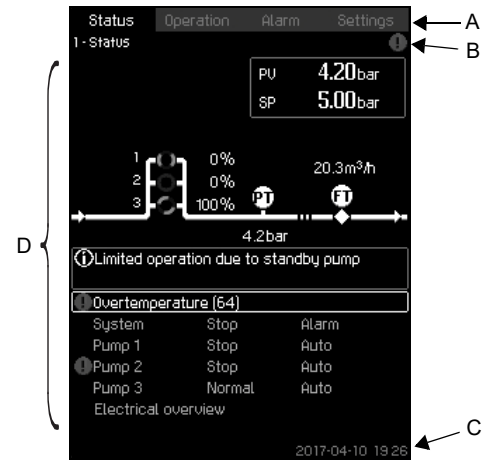 Status Operation Alarm Settings A
1 - Status B
PV 4.20bar
SP 5.00bar
1 0%
20.3m³/h
2 0%
3 100% PT FT
D
4.2bar
Limited operation due to standby pump
Overtemperature (64)
System Stop Alarm
Pump 1 Stop Auto
Pump 2 Stop Auto
Pump 3 Normal Auto
Electrical overview
C
2017-04-10 19:26